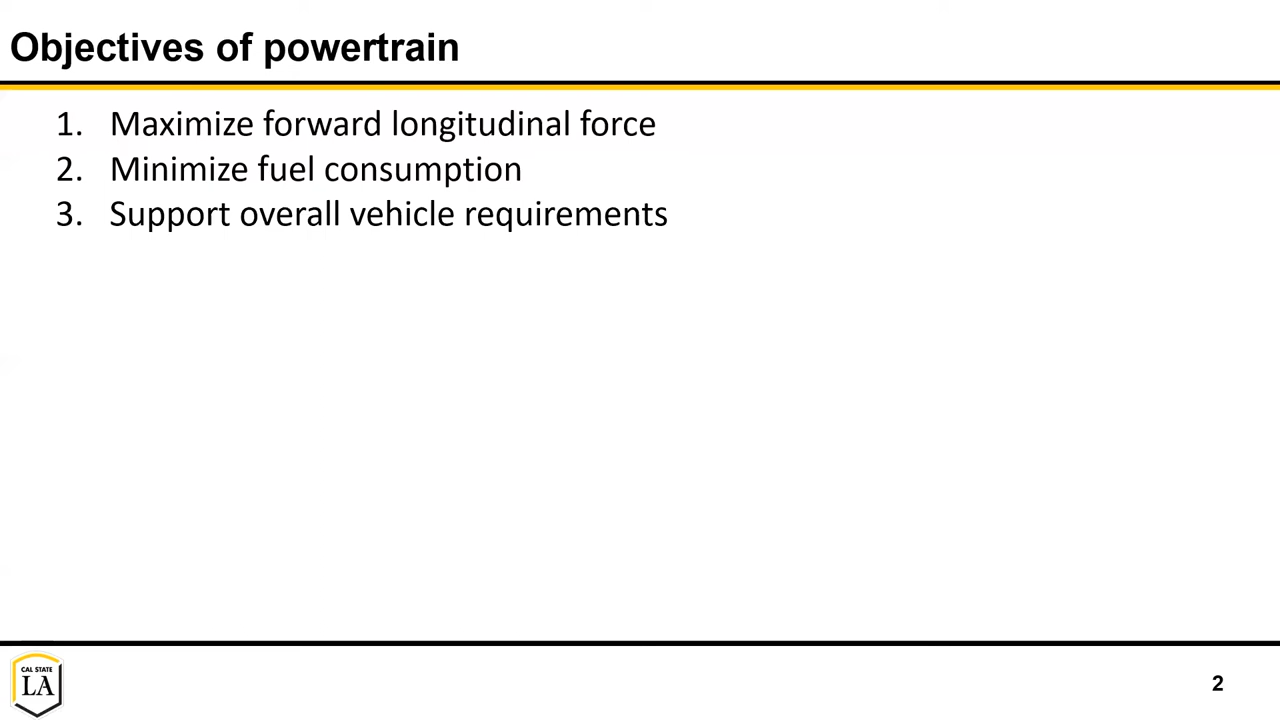 Objectives of powertrain
1. Maximize forward longitudinal force
2. Minimize fuel consumption
3. Support overall vehicle requirements
CAL STATE
LA
2